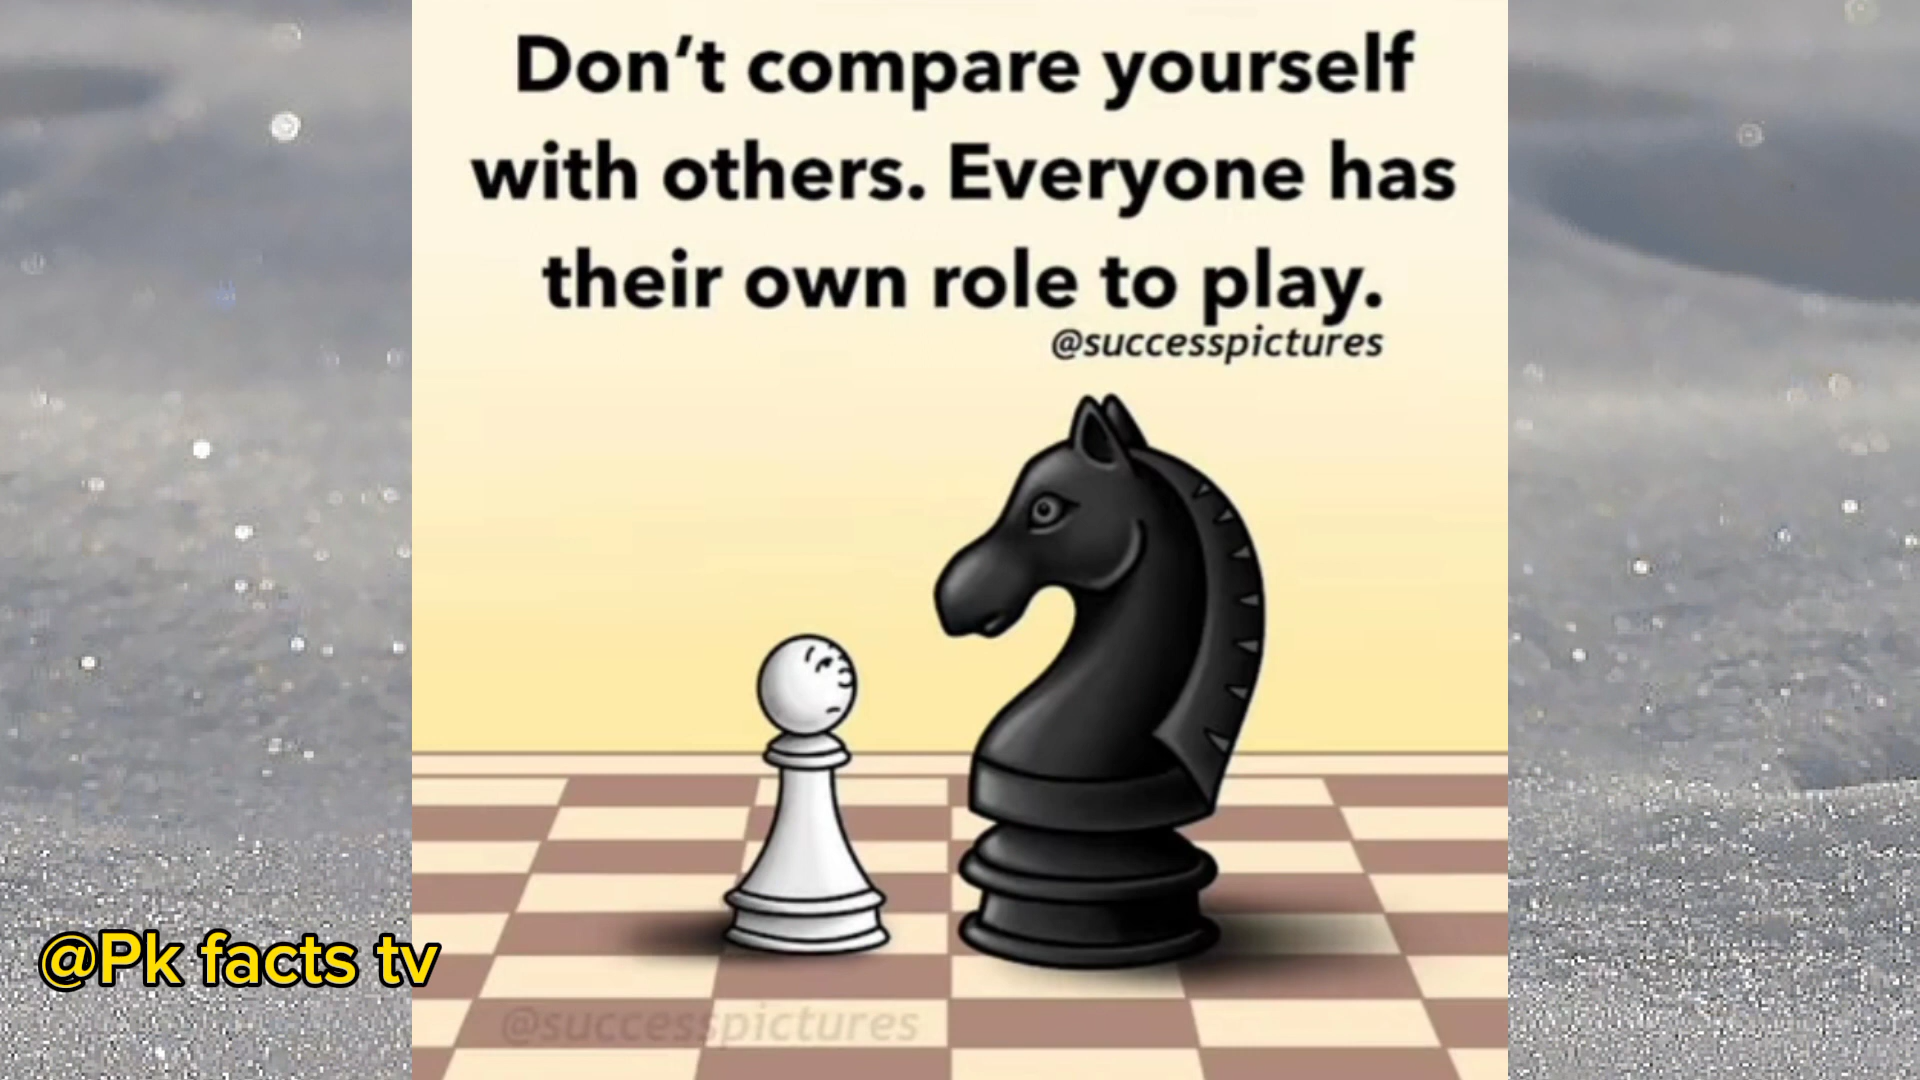 Don’t compare yourself
with others. Everyone has
their own role to play.
@successpictures
@Pk facts tv
@successpictures